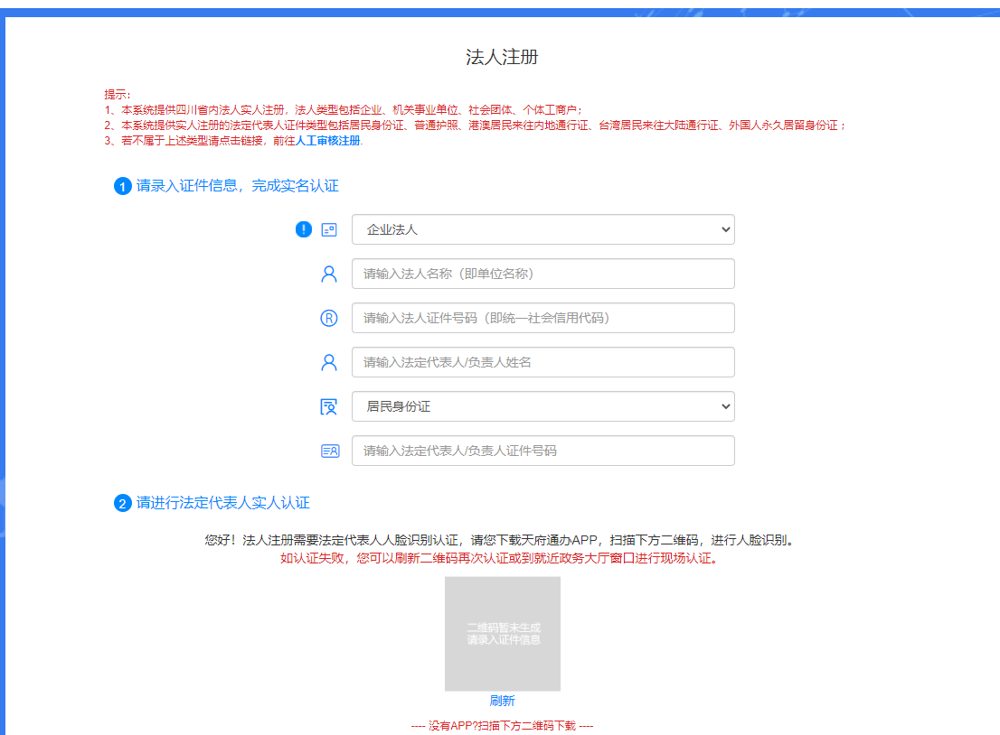 法人注册
提示：
1、本系统提供四川省内法人实人注册，法人类型包括企业、机关事业单位、社会团体、个体工商户；
2、本系统提供实人注册的法定代表人证件类型包括居民身份证、普通护照、港澳居民来往内地通行证、台湾居民来往大陆通行证、外国人永久居留身份证；
3、若不属于上述类型请点击链接，前往人工审核注册.
1 请录入证件信息，完成实名认证
! 企业法人
请输入法人名称（即单位名称）
R 请输入法人证件号码（即统一社会信用代码）
请输入法定代表人/负责人姓名
居民身份证
请输入法定代表人/负责人证件号码
2 请进行法定代表人实人认证
您好！法人注册需要法定代表人人脸识别认证，请您下载天府通办APP，扫描下方二维码，进行人脸识别。
如认证失败，您可以刷新二维码再次认证或到就近政务大厅窗口进行现场认证。
二维码暂未生成
请录入证件信息
刷新
---- 没有APP?扫描下方二维码下载 ----